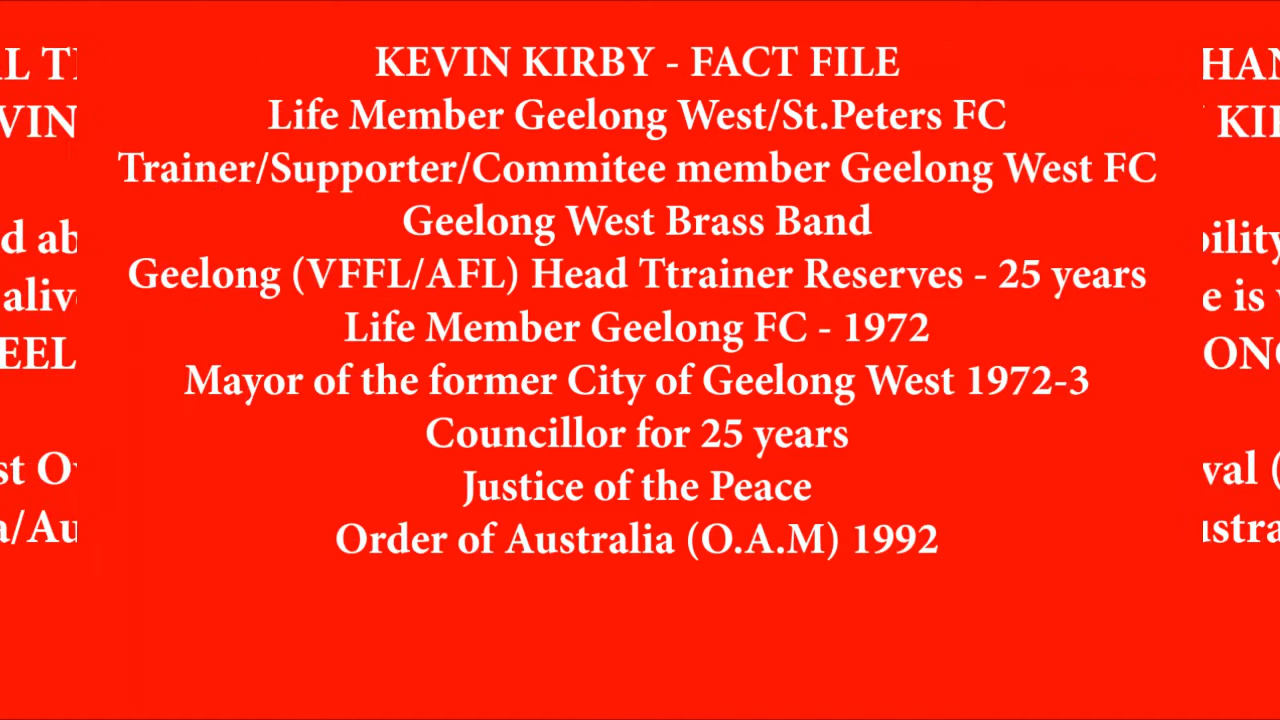 KEVIN KIRBY - FACT FILE
Life Member Geelong West/St.Peters FC
Trainer/Supporter/Commitee member Geelong West FC
Geelong West Brass Band
Geelong (VFFL/AFL) Head Ttrainer Reserves - 25 years
Life Member Geelong FC - 1972
Mayor of the former City of Geelong West 1972-3
Councillor for 25 years
Justice of the Peace
Order of Australia (O.A.M) 1992